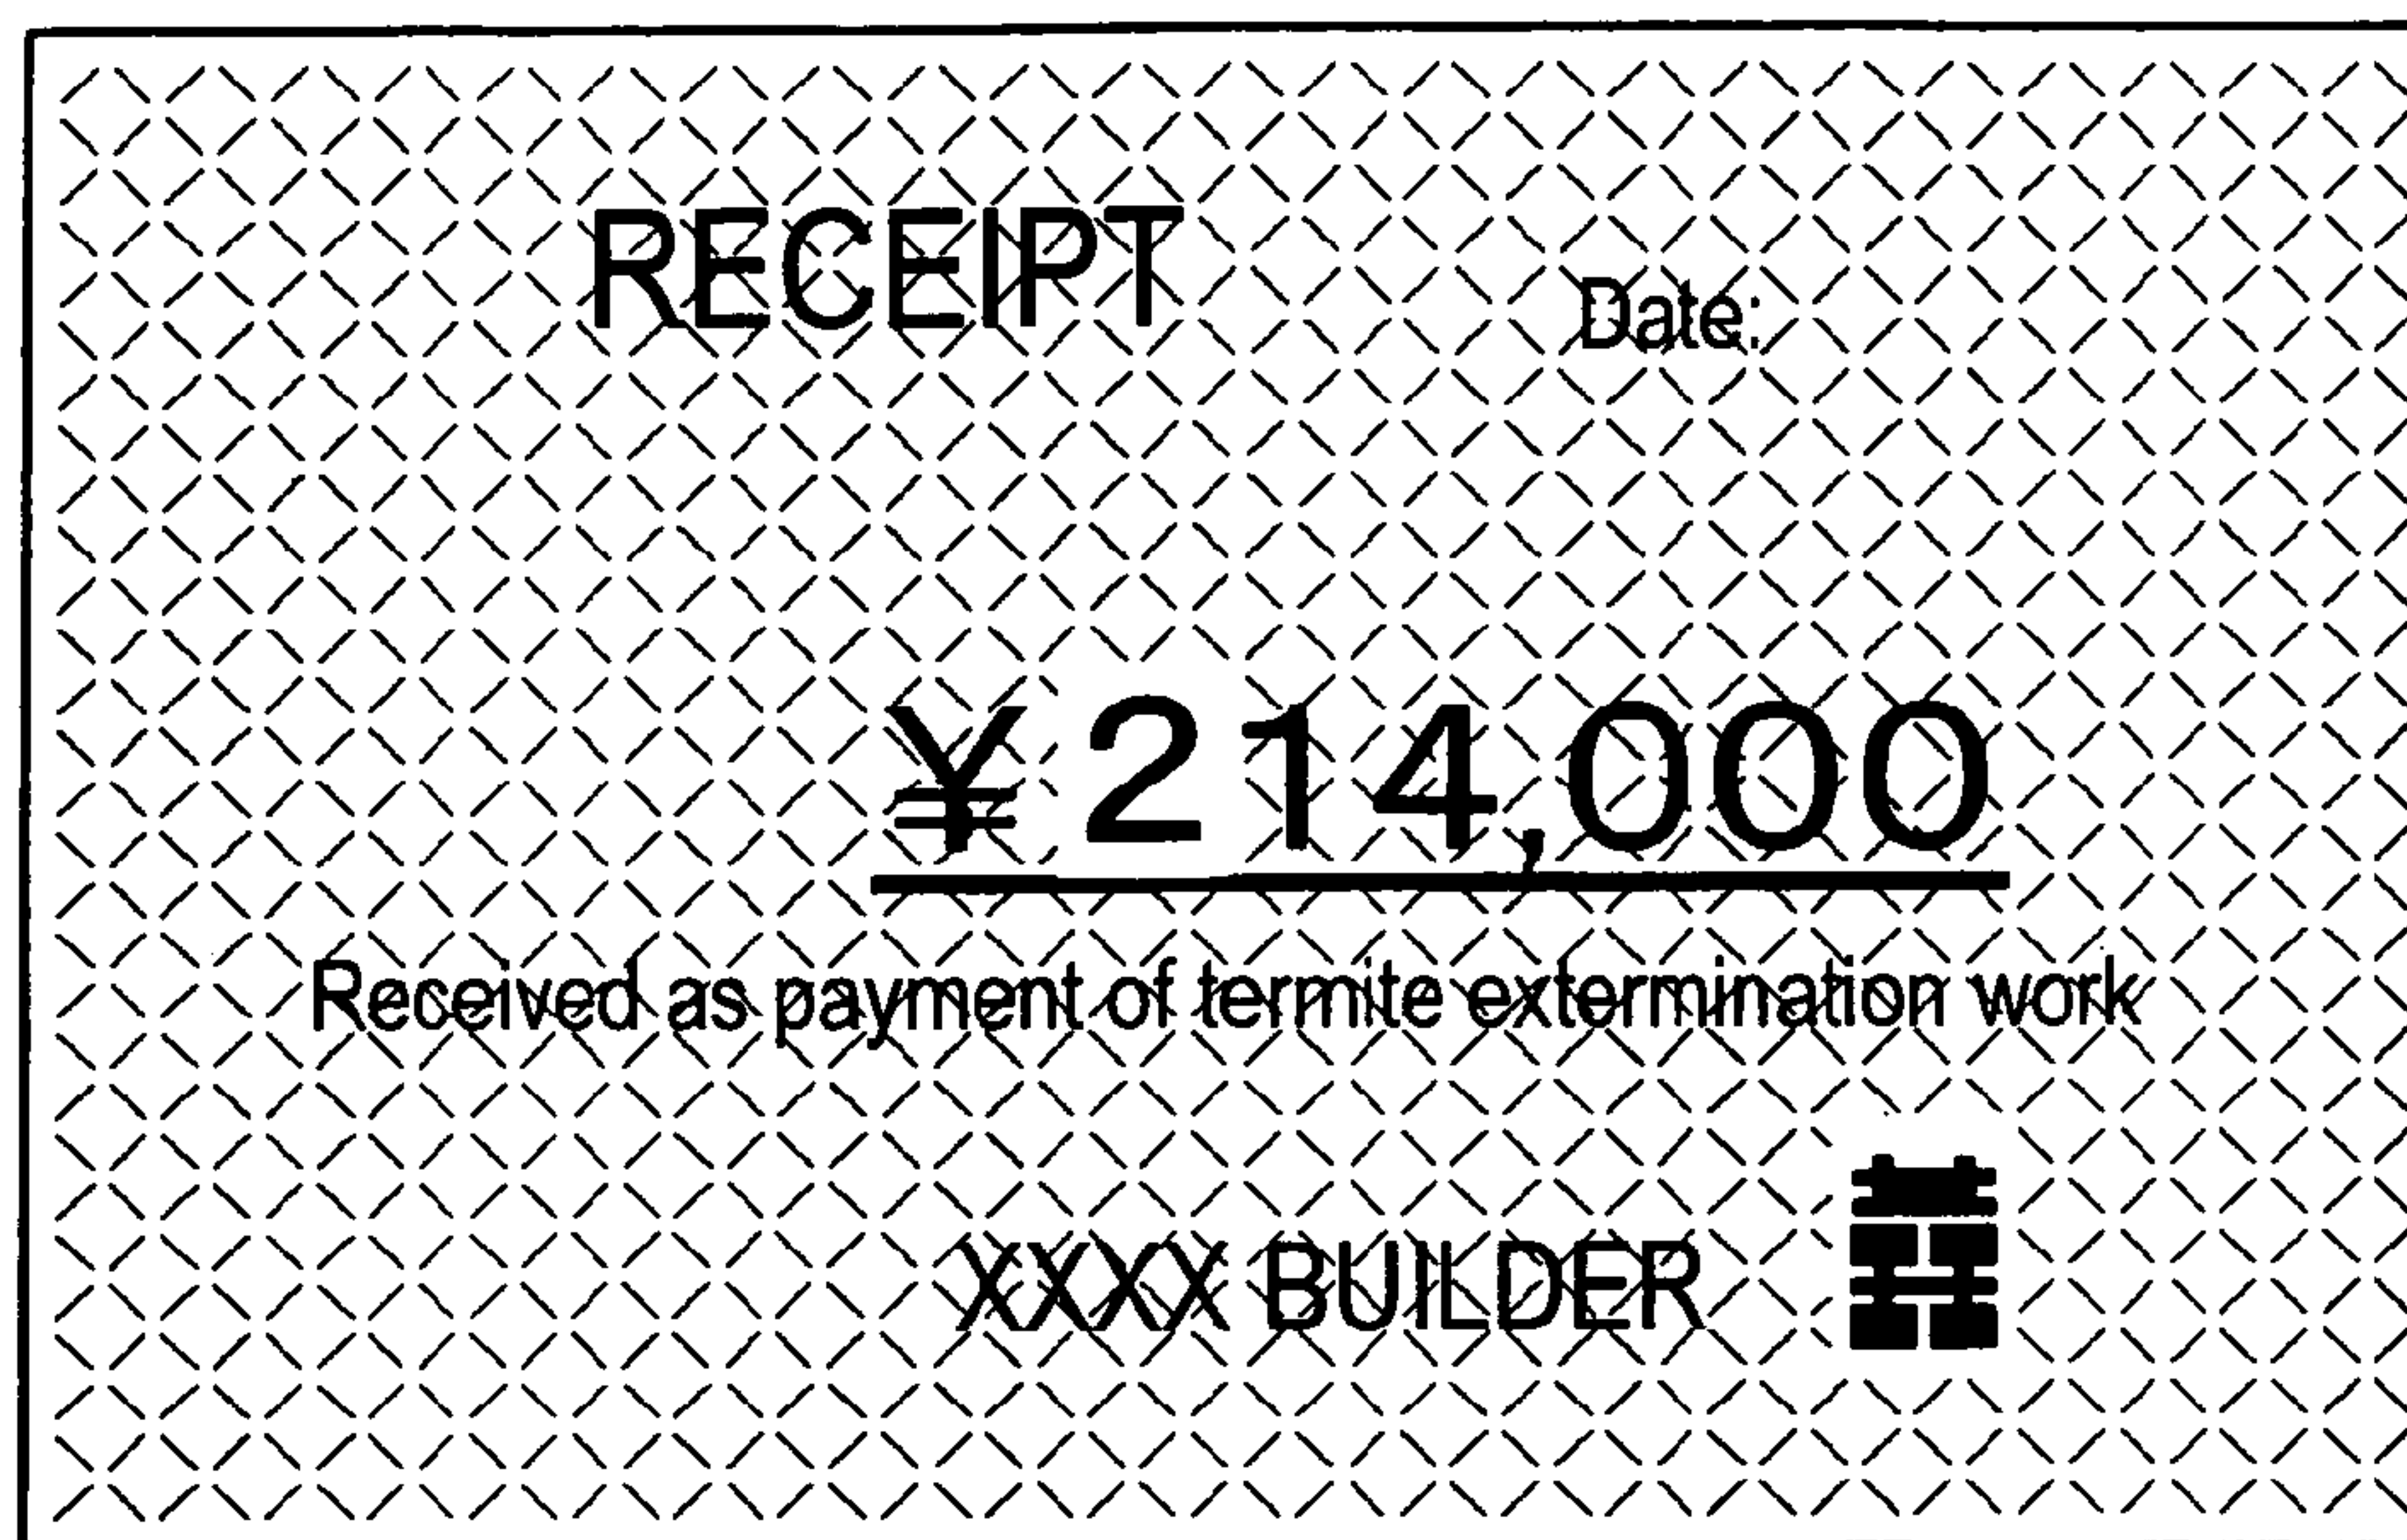 RECEIPT
Date:
¥214,000
Received as payment of termite extermination work
XXXX BUILDER